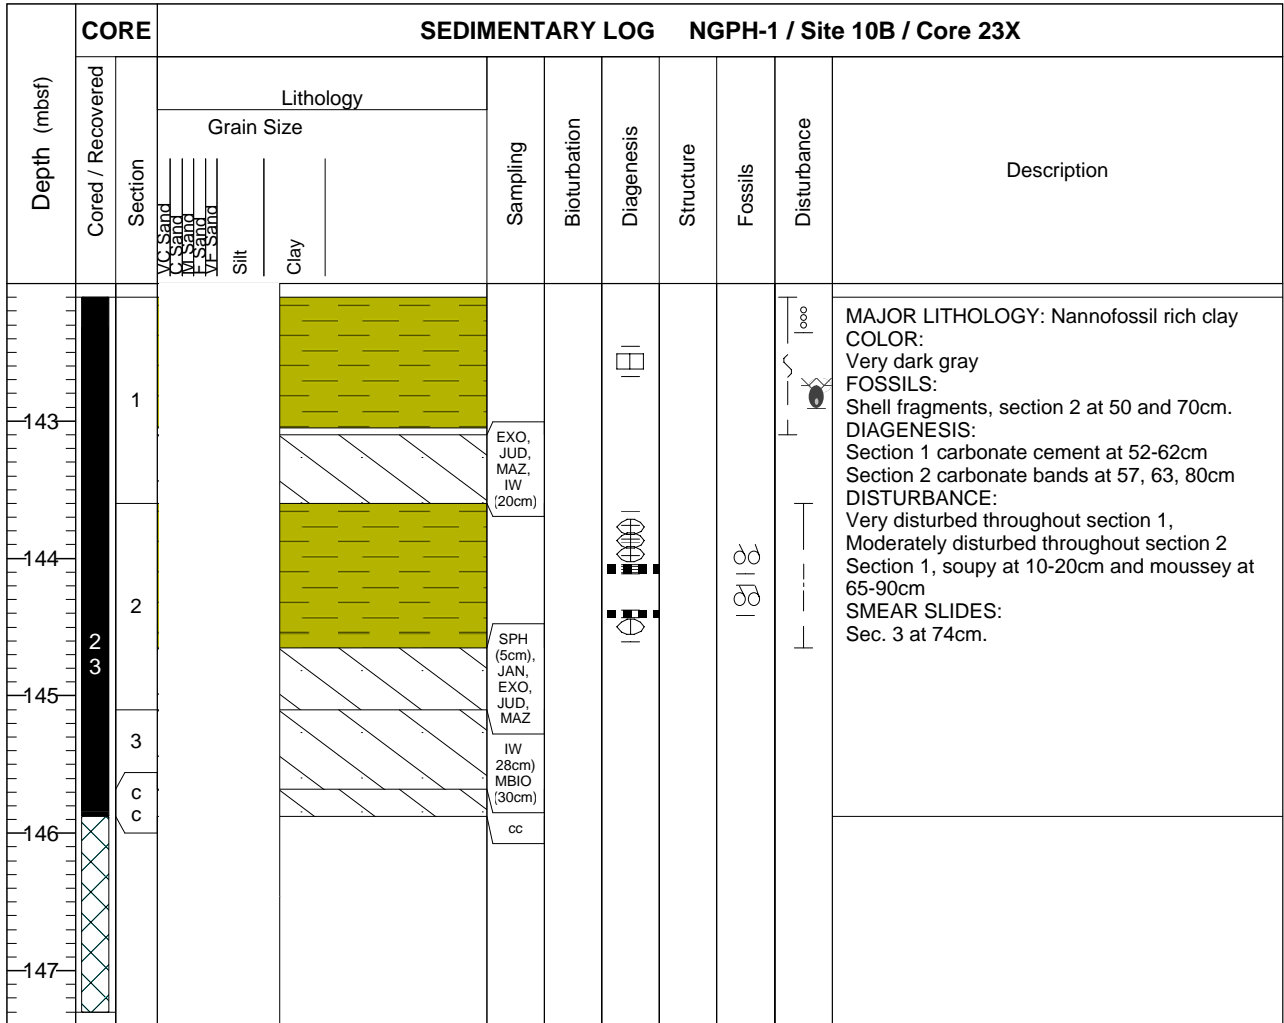 CORE
SEDIMENTARY LOG NGPH-1 / Site 10B / Core 23X
Depth (mbsf)
Cored / Recovered
Section
Lithology
Grain Size
VC Sand
C Sand
M Sand
F Sand
VF Sand
Silt
Clay
Sampling
Bioturbation
Diagenesis
Structure
Fossils
Disturbance
Description
143
144
145
146
147
2
3
1
2
3
c
c
EXO,
JUD,
MAZ,
IW
(20cm)
SPH
(5cm),
JAN,
EXO,
JUD,
MAZ
IW
28cm)
MBIO
(30cm)
cc
MAJOR LITHOLOGY: Nannofossil rich clay
COLOR:
Very dark gray
FOSSILS:
Shell fragments, section 2 at 50 and 70cm.
DIAGENESIS:
Section 1 carbonate cement at 52-62cm
Section 2 carbonate bands at 57, 63, 80cm
DISTURBANCE:
Very disturbed throughout section 1,
Moderately disturbed throughout section 2
Section 1, soupy at 10-20cm and moussey at
65-90cm
SMEAR SLIDES:
Sec. 3 at 74cm.